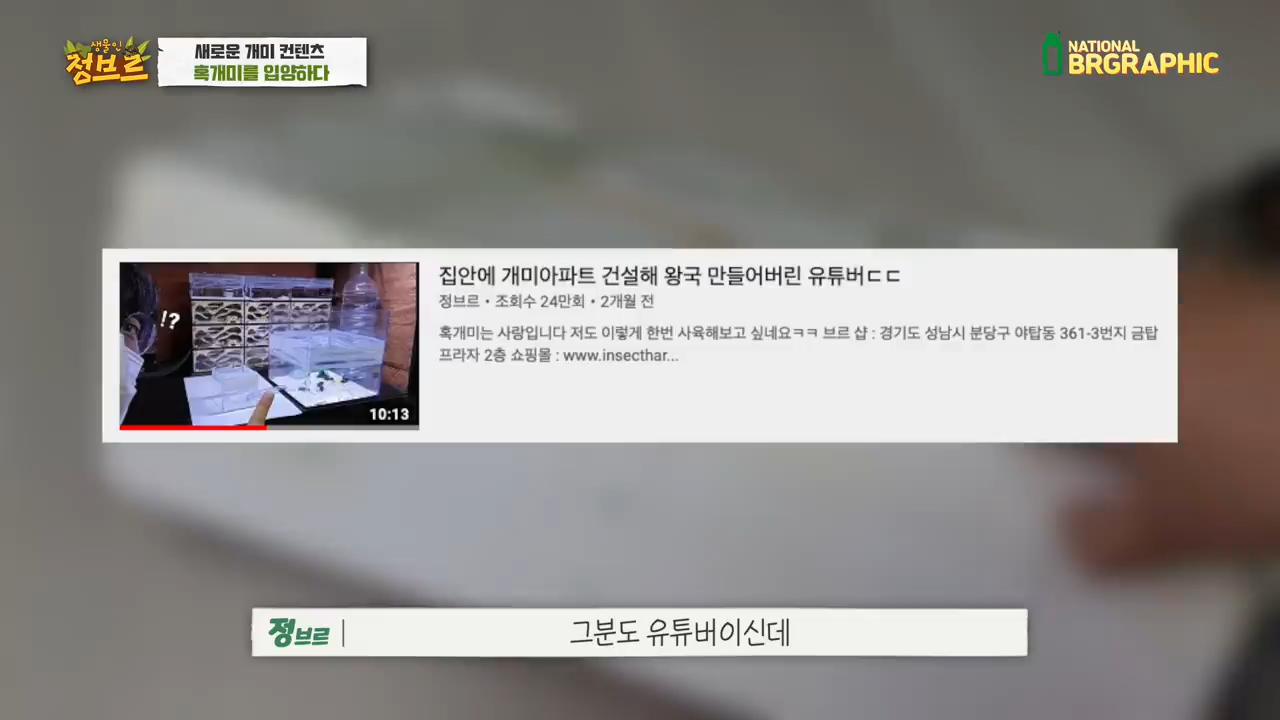 생물인
정브르
새로운 개미 컨텐츠
혹개미를 입양하다
NATIONAL
BRGRAPHIC
!?
10:13
집안에 개미아파트 건설해 왕국 만들어버린 유튜버ㄷㄷ
정브르 • 조회수 24만회 • 2개월 전
혹개미는 사랑입니다 저도 이렇게 한번 사육해보고 싶네요ㅋㅋ 브르 샵 : 경기도 성남시 분당구 야탑동 361-3번지 금탑
프라자 2층 쇼핑몰 : www.insecthar...
정브르 | 그분도 유튜버이신데